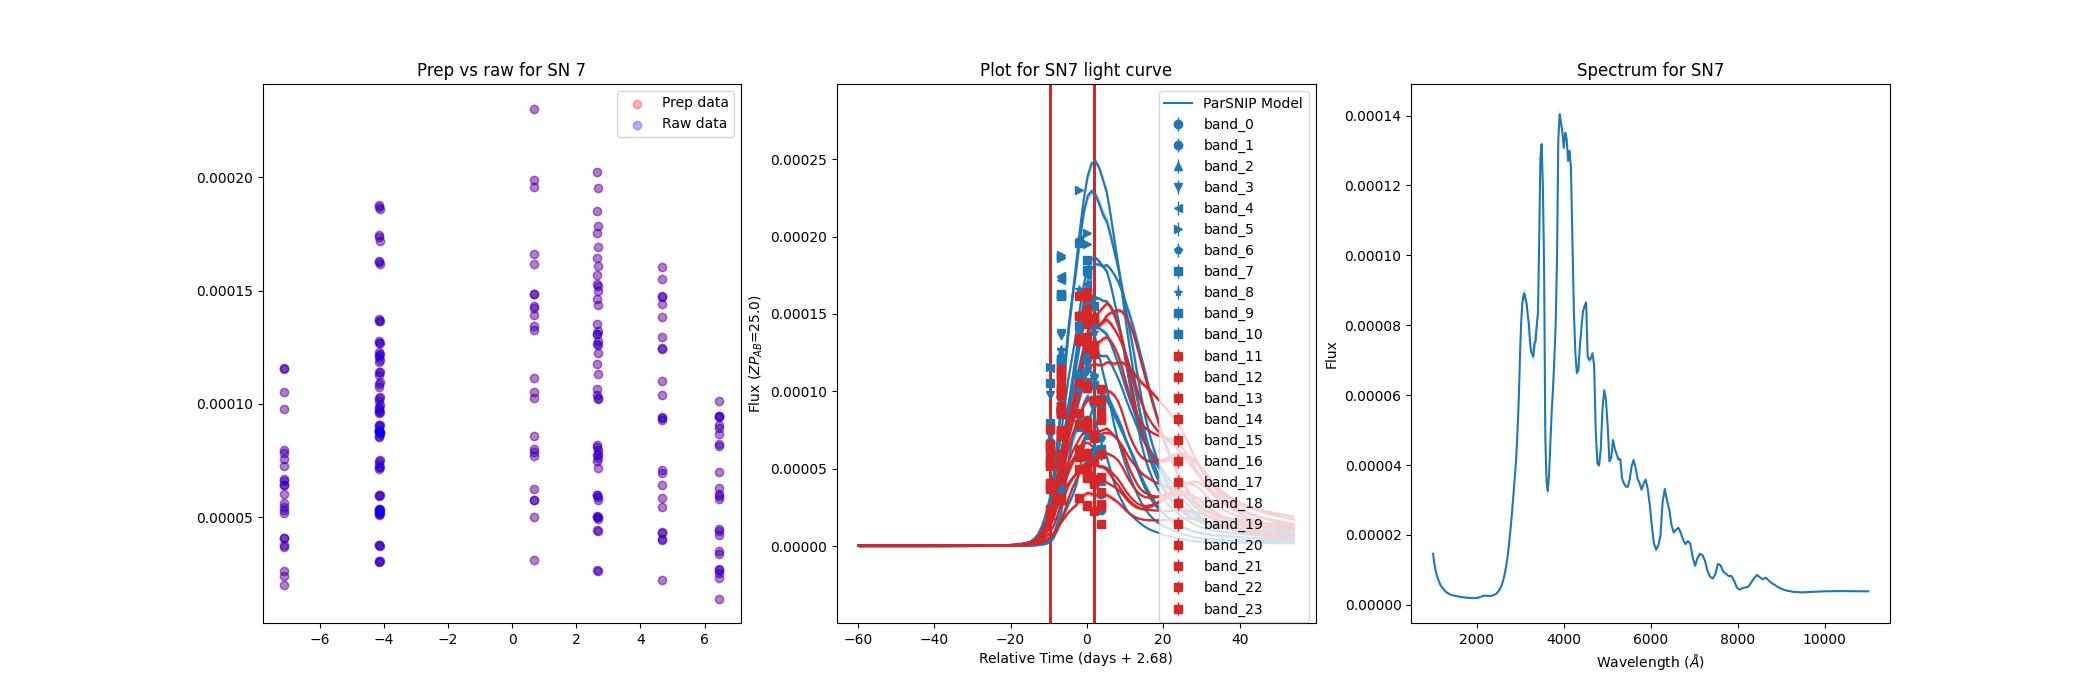 Prep vs raw for SN 7
Prep data
Raw data
0.00020
0.00015
0.00010
0.00005
−6
−4
−2
0
2
4
6
Plot for SN7 light curve
Flux (ZP_AB=25.0)
0.00025
0.00020
0.00015
0.00010
0.00005
0.00000
ParSNIP Model
band_0
band_1
band_2
band_3
band_4
band_5
band_6
band_7
band_8
band_9
band_10
band_11
band_12
band_13
band_14
band_15
band_16
band_17
band_18
band_19
band_20
band_21
band_22
band_23
−60
−40
−20
0
20
40
Relative Time (days + 2.68)
Spectrum for SN7
Flux
0.00014
0.00012
0.00010
0.00008
0.00006
0.00004
0.00002
0.00000
2000
4000
6000
8000
10000
Wavelength (Å)